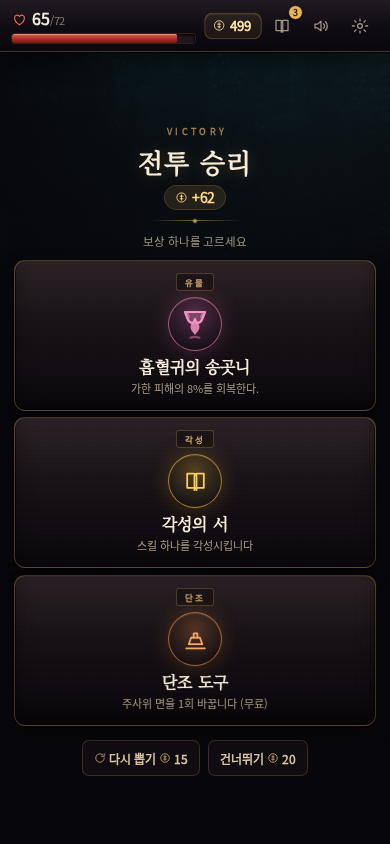 65/72
499
3
VICTORY
전투 승리
+62
보상 하나를 고르세요
유물
흡혈귀의 송곳니
가한 피해의 8%를 회복한다.
각성
각성의 서
스킬 하나를 각성시킵니다
단조
단조 도구
주사위 면을 1회 바꿉니다 (무료)
다시 뽑기 15
건너뛰기 20